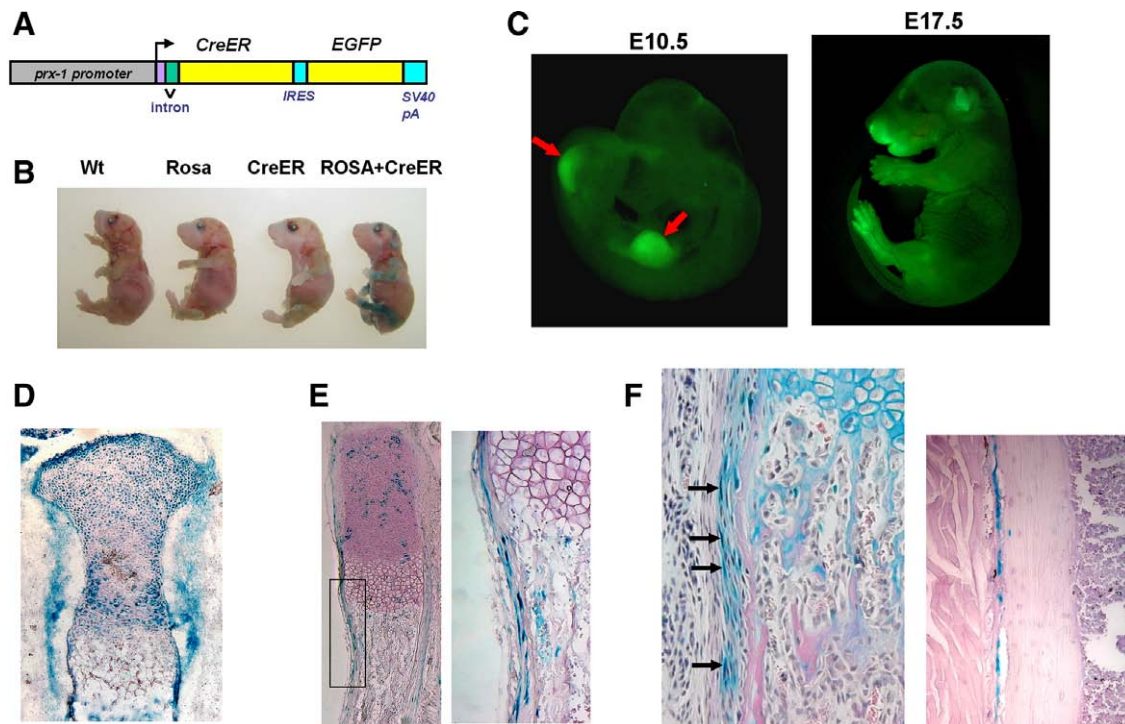 A
CreER EGFP
prx-1 promoter
intron IRES SV40
pA
B
Wt Rosa CreER ROSA+CreER
C
E10.5 E17.5
D
E
F